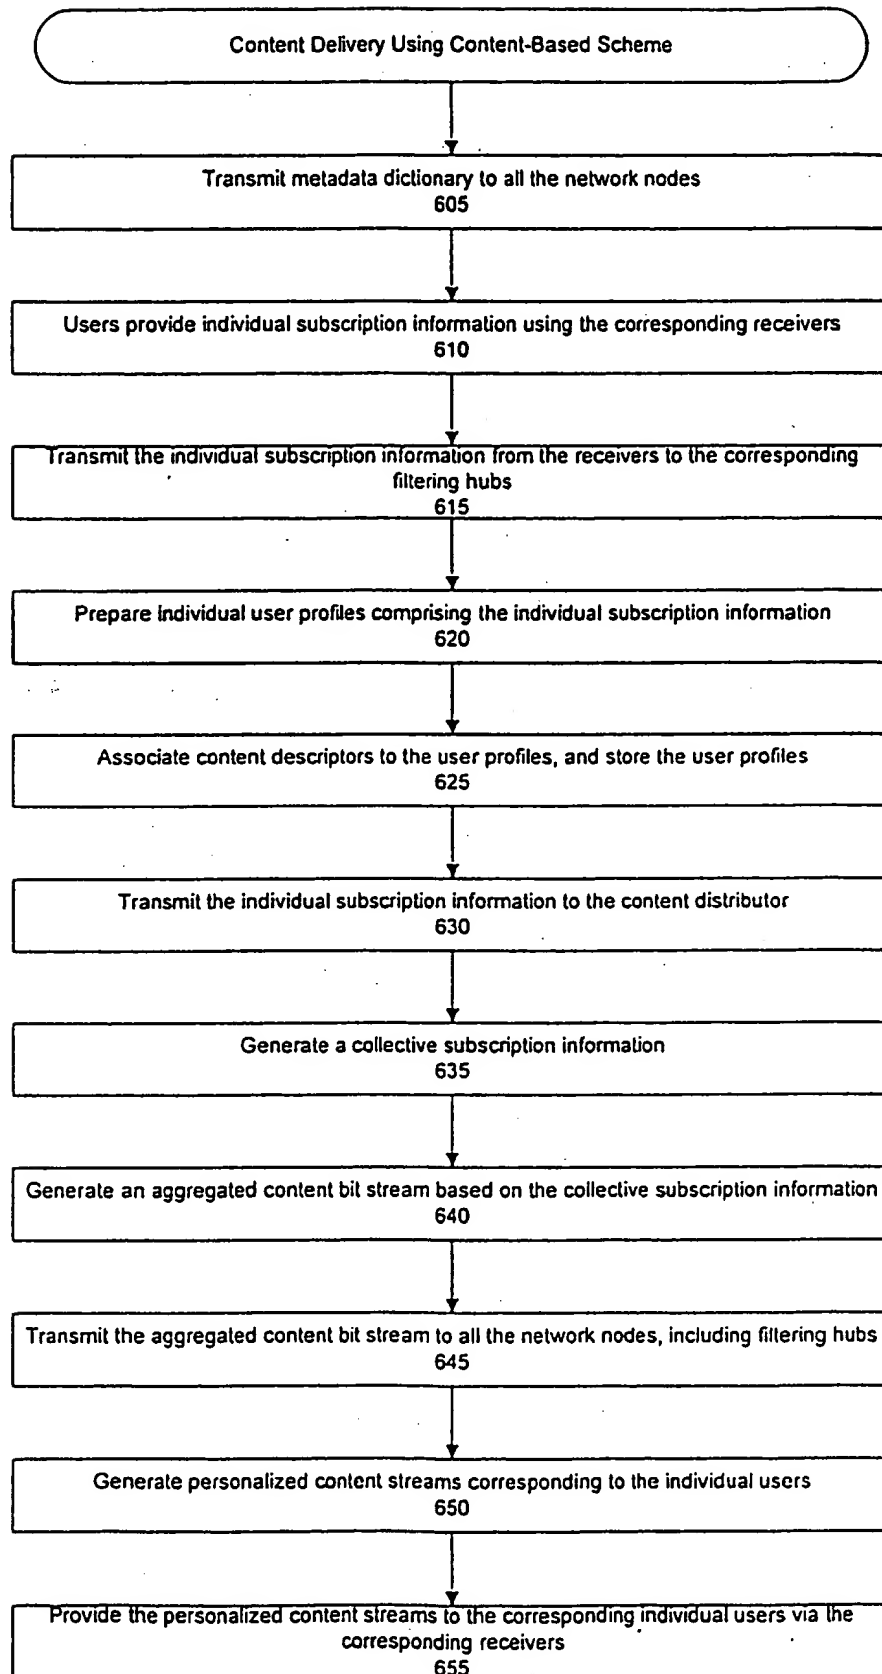 Content Delivery Using Content-Based Scheme
Transmit metadata dictionary to all the network nodes
605
Users provide individual subscription information using the corresponding receivers
610
Transmit the individual subscription information from the receivers to the corresponding
filtering hubs
615
Prepare individual user profiles comprising the individual subscription information
620
Associate content descriptors to the user profiles, and store the user profiles
625
Transmit the individual subscription information to the content distributor
630
Generate a collective subscription information
635
Generate an aggregated content bit stream based on the collective subscription information
640
Transmit the aggregated content bit stream to all the network nodes, including filtering hubs
645
Generate personalized content streams corresponding to the individual users
650
Provide the personalized content streams to the corresponding individual users via the
corresponding receivers
655